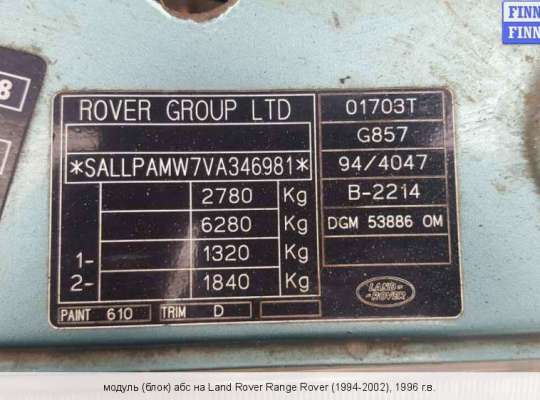 FINN
FINN
8
ROVER GROUP LTD
*SALLPAMW7VA346981*
2780 Kg
6280 Kg
1- 1320 Kg
2- 1840 Kg
PAINT 610 TRIM D
01703T
G857
94/4047
B-2214
DGM 53886 OM
LAND
ROVER
модуль (блок) абс на Land Rover Range Rover (1994-2002), 1996 г.в.